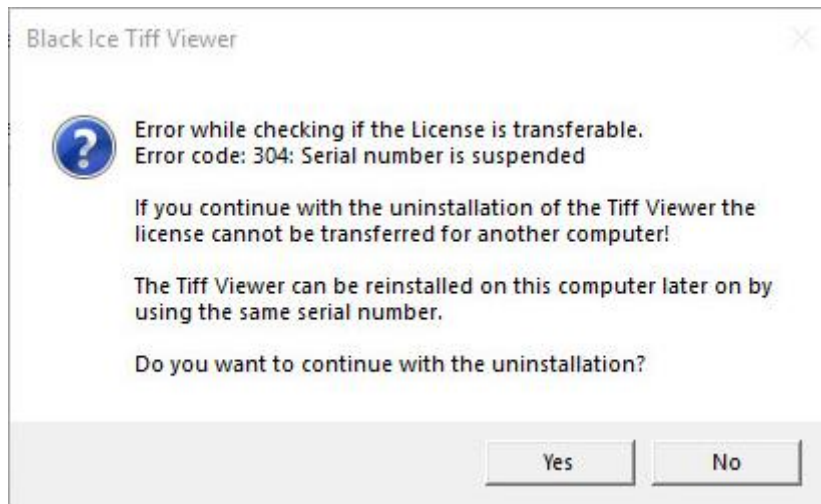 Black Ice Tiff Viewer
Error while checking if the License is transferable.
Error code: 304: Serial number is suspended
If you continue with the uninstallation of the Tiff Viewer the
license cannot be transferred for another computer!
The Tiff Viewer can be reinstalled on this computer later on by
using the same serial number.
Do you want to continue with the uninstallation?
Yes
No